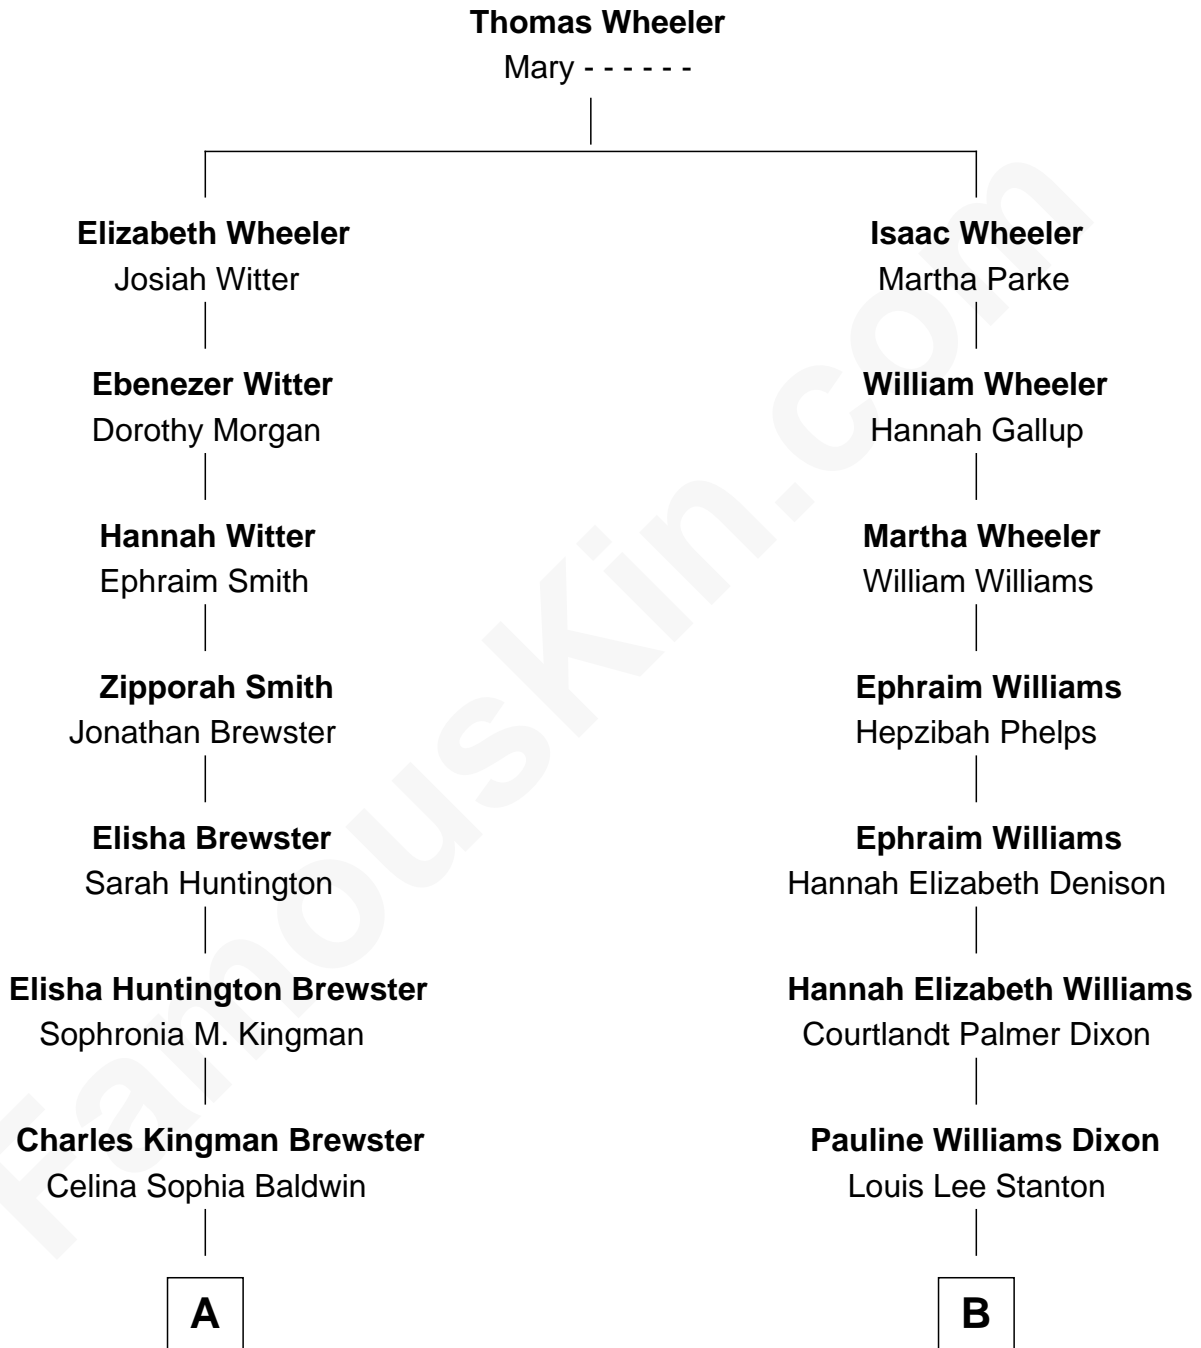 Thomas Wheeler
Mary - - - - - -
Elizabeth Wheeler
Josiah Witter
Isaac Wheeler
Martha Parke
Ebenezer Witter
Dorothy Morgan
William Wheeler
Hannah Gallup
Hannah Witter
Ephraim Smith
Martha Wheeler
William Williams
Zipporah Smith
Jonathan Brewster
Ephraim Williams
Hepzibah Phelps
Elisha Brewster
Sarah Huntington
Ephraim Williams
Hannah Elizabeth Denison
Elisha Huntington Brewster
Sophronia M. Kingman
Hannah Elizabeth Williams
Courtlandt Palmer Dixon
Charles Kingman Brewster
Celina Sophia Baldwin
Pauline Williams Dixon
Louis Lee Stanton
A
B
FamousKin.com